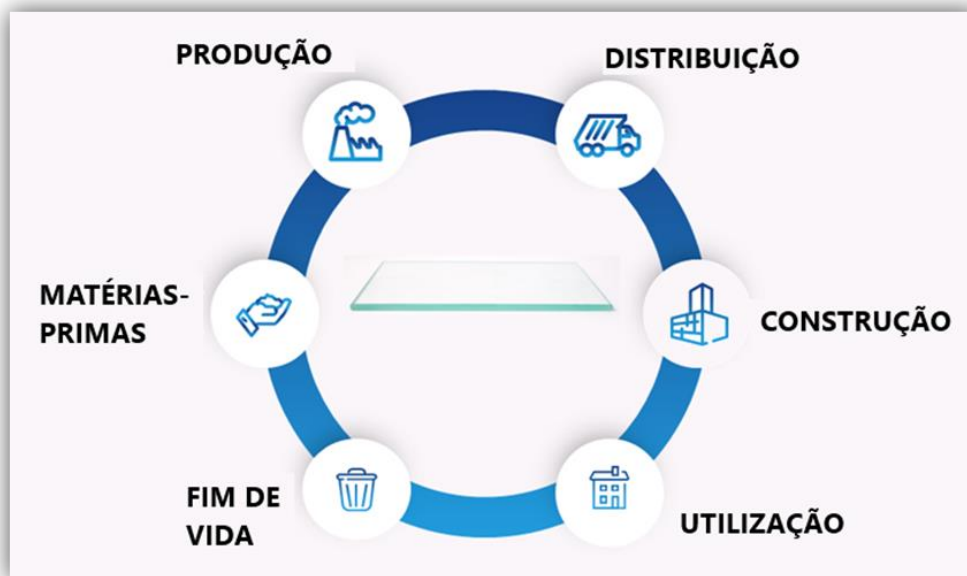 PRODUÇÃO
DISTRIBUIÇÃO
MATÉRIAS-
PRIMAS
CONSTRUÇÃO
FIM DE
VIDA
UTILIZAÇÃO